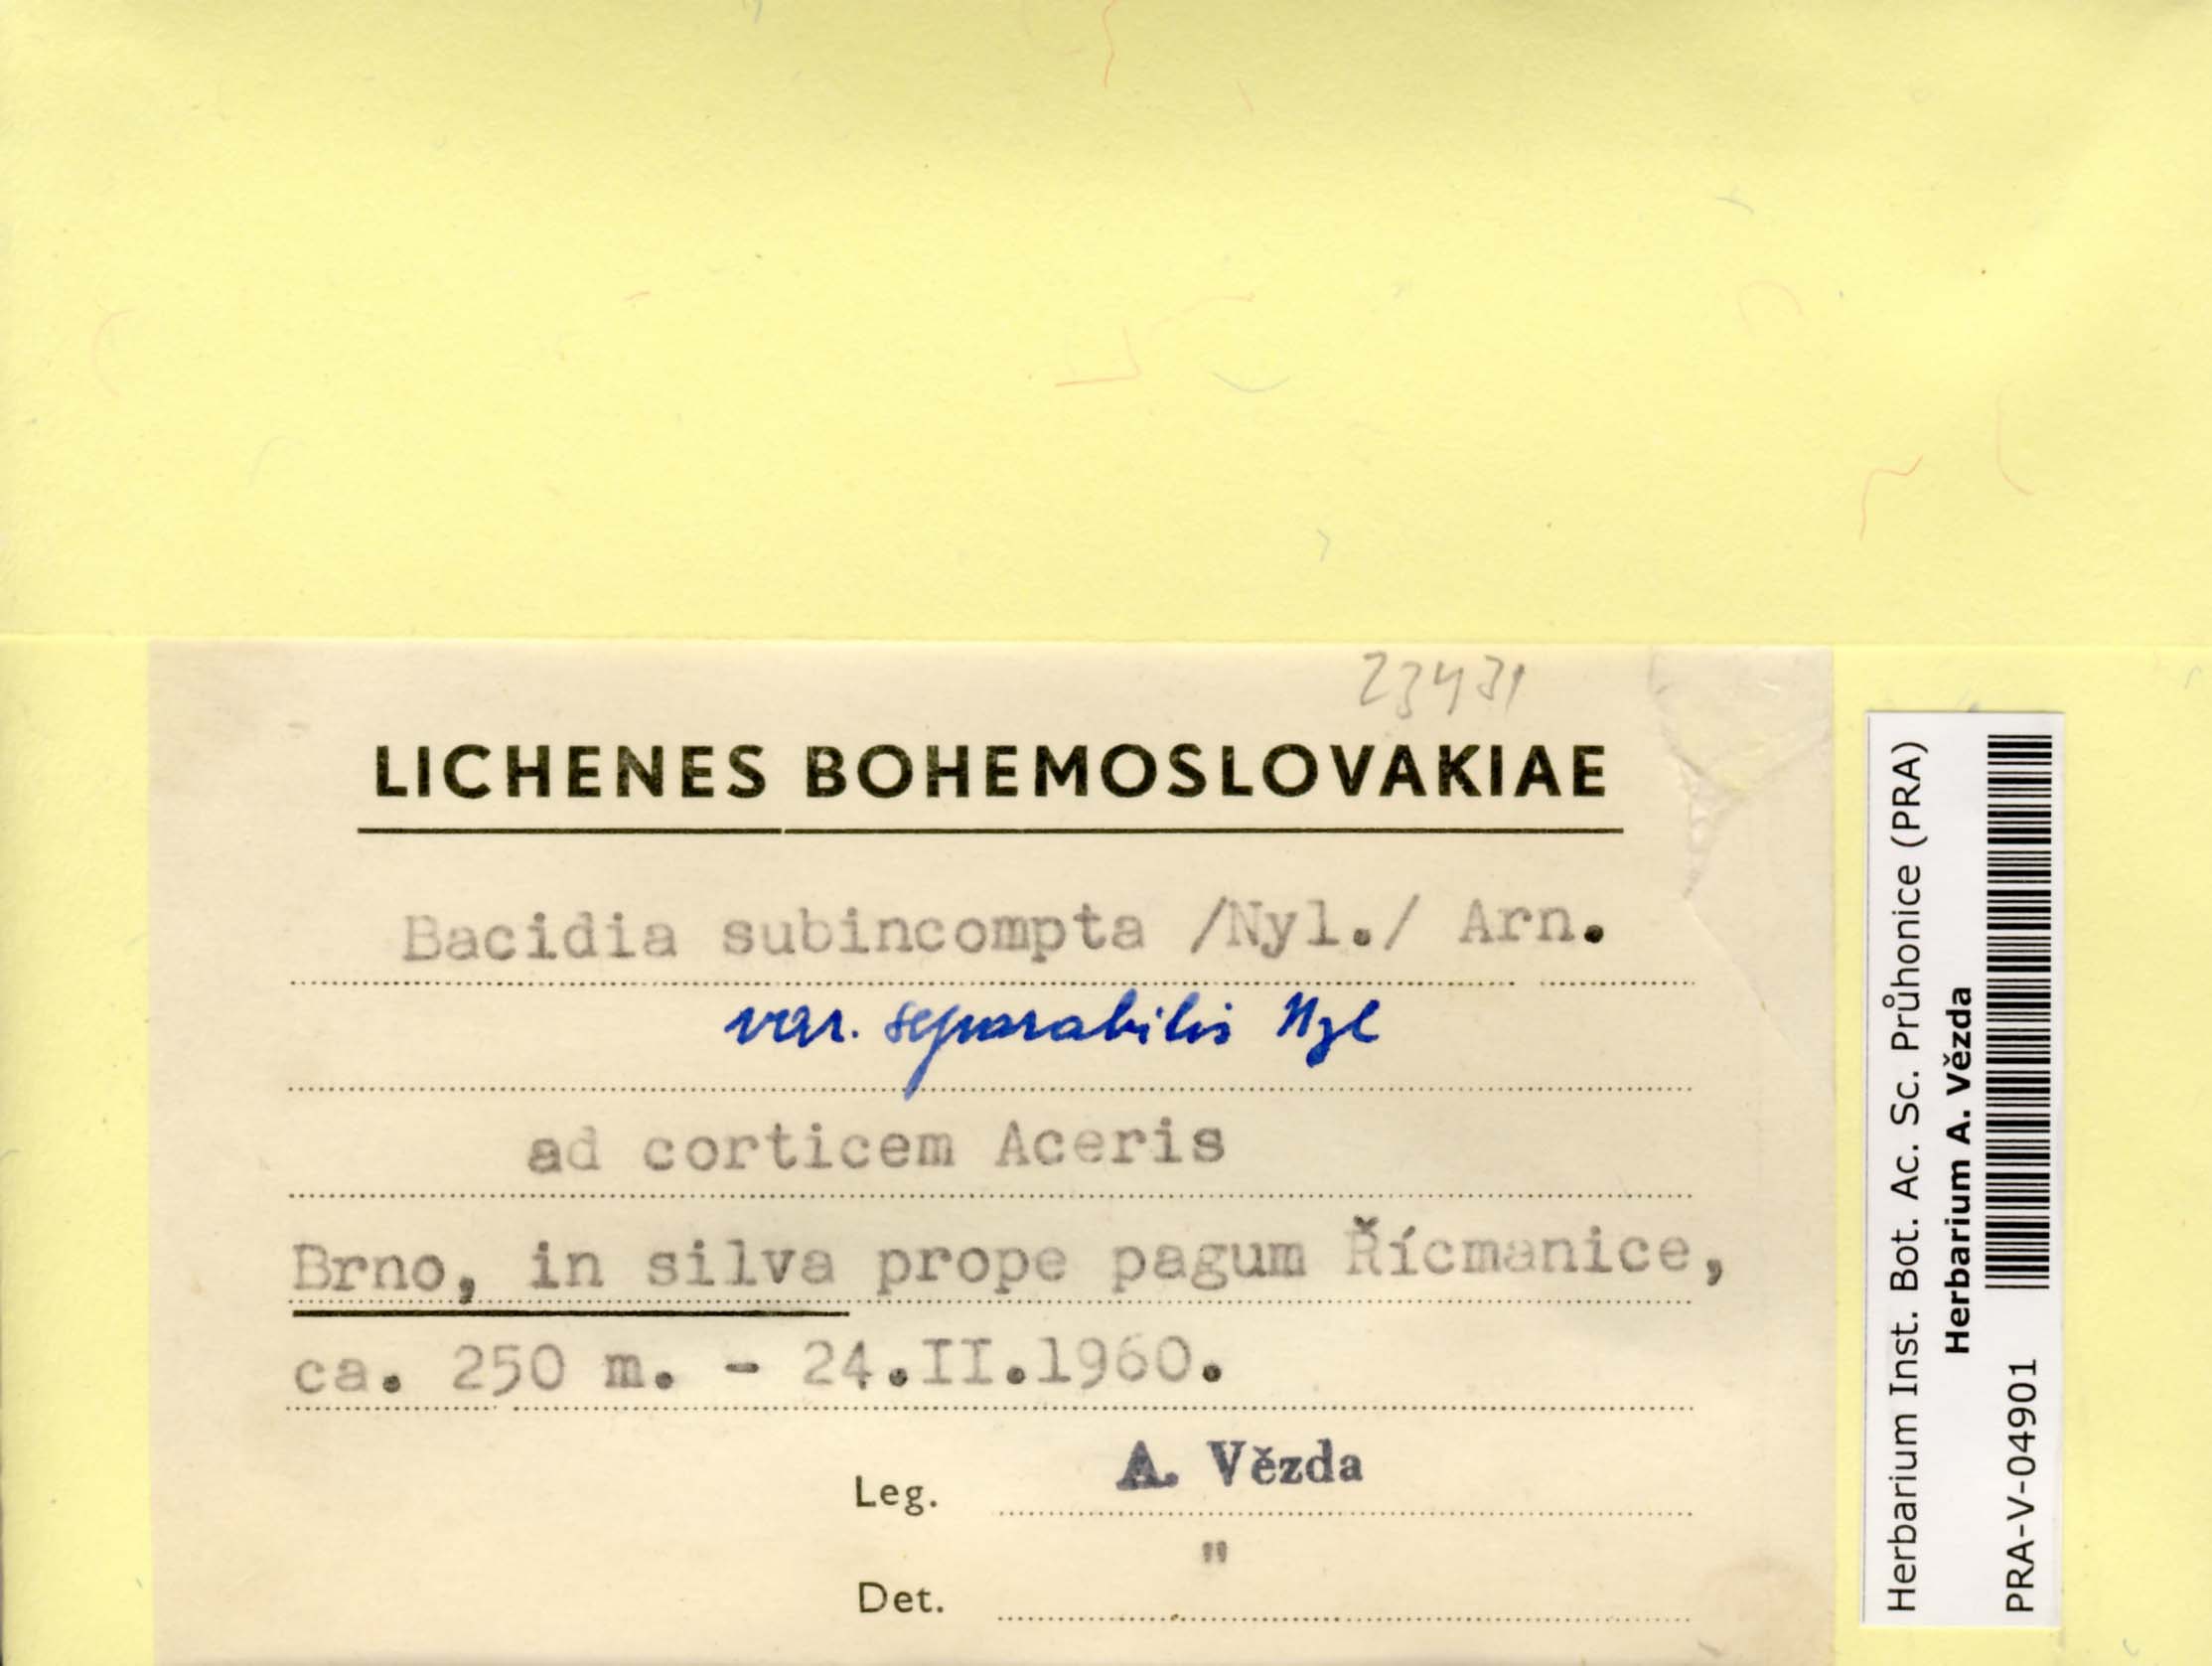 23431
LICHENES BOHEMOSLOVAKIAE
Bacidia subincompta /Nyl./ Arn.
var. separabilis Nyl
ad corticem Aceris
Brno, in silva prope pagum Řícmanice,
ca. 250 m. - 24.II.1960.
Leg. A. Vězda
Det. "
Herbarium Inst. Bot. Ac. Sc. Průhonice (PRA)
Herbarium A. Vězda
PRA-V-04901